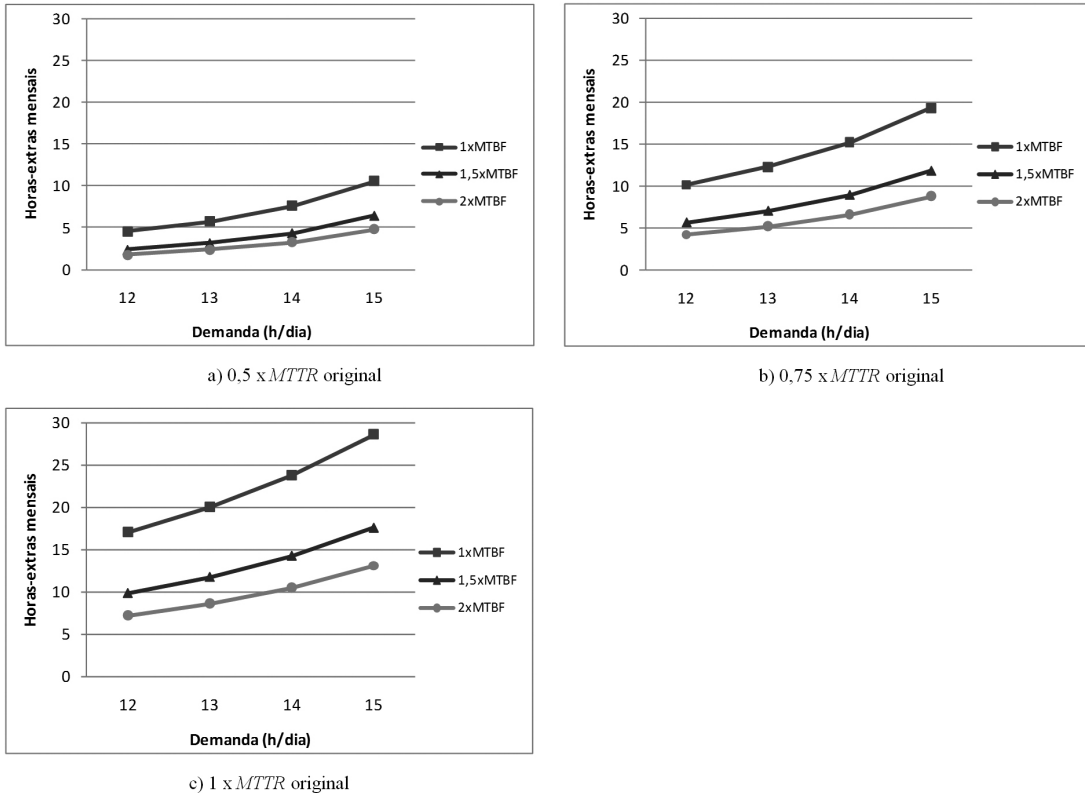 Horas-extras mensais
30
25
20
15
10
5
0
12 13 14 15
Demanda (h/dia)
1xMTBF
1,5xMTBF
2xMTBF
a) 0,5 x MTTR original
Horas-extras mensais
30
25
20
15
10
5
0
12 13 14 15
Demanda (h/dia)
1xMTBF
1,5xMTBF
2xMTBF
b) 0,75 x MTTR original
Horas-extras mensais
30
25
20
15
10
5
0
12 13 14 15
Demanda (h/dia)
1xMTBF
1,5xMTBF
2xMTBF
c) 1 x MTTR original